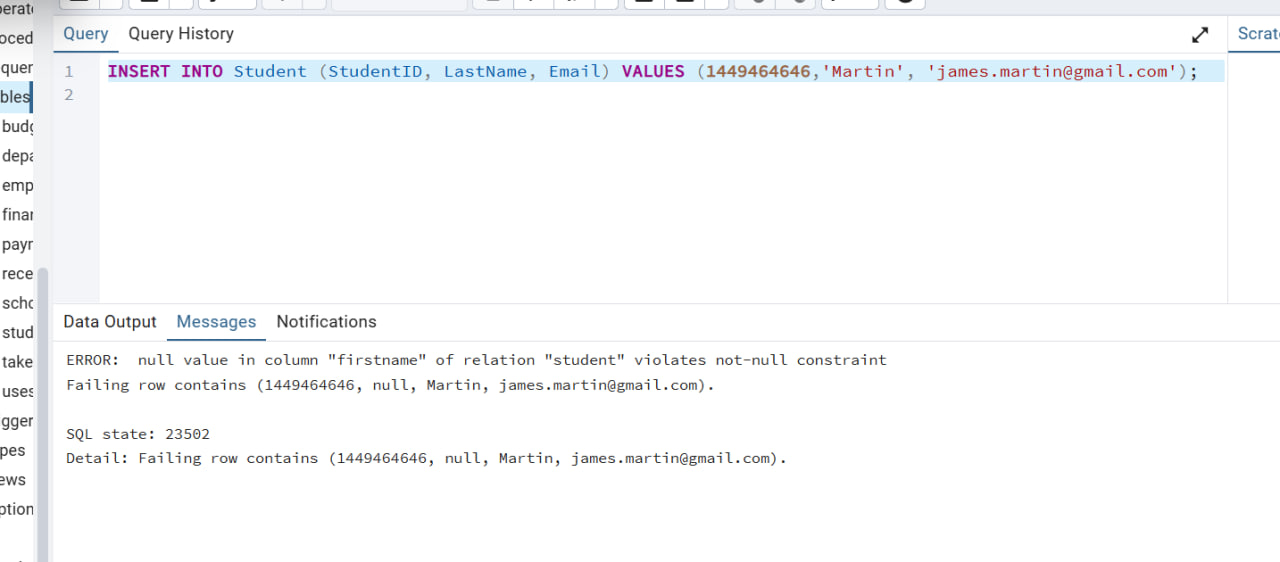 Query Query History
Scrat
1 INSERT INTO Student (StudentID, LastName, Email) VALUES (1449464646,'Martin', 'james.martin@gmail.com');
2
perat
oced
quer
bles
budg
depa
emp
finar
payr
rece
scho
stud
take
uses
gger
pes
ews
ption
Data Output Messages Notifications
ERROR:  null value in column "firstname" of relation "student" violates not-null constraint
Failing row contains (1449464646, null, Martin, james.martin@gmail.com).
SQL state: 23502
Detail: Failing row contains (1449464646, null, Martin, james.martin@gmail.com).